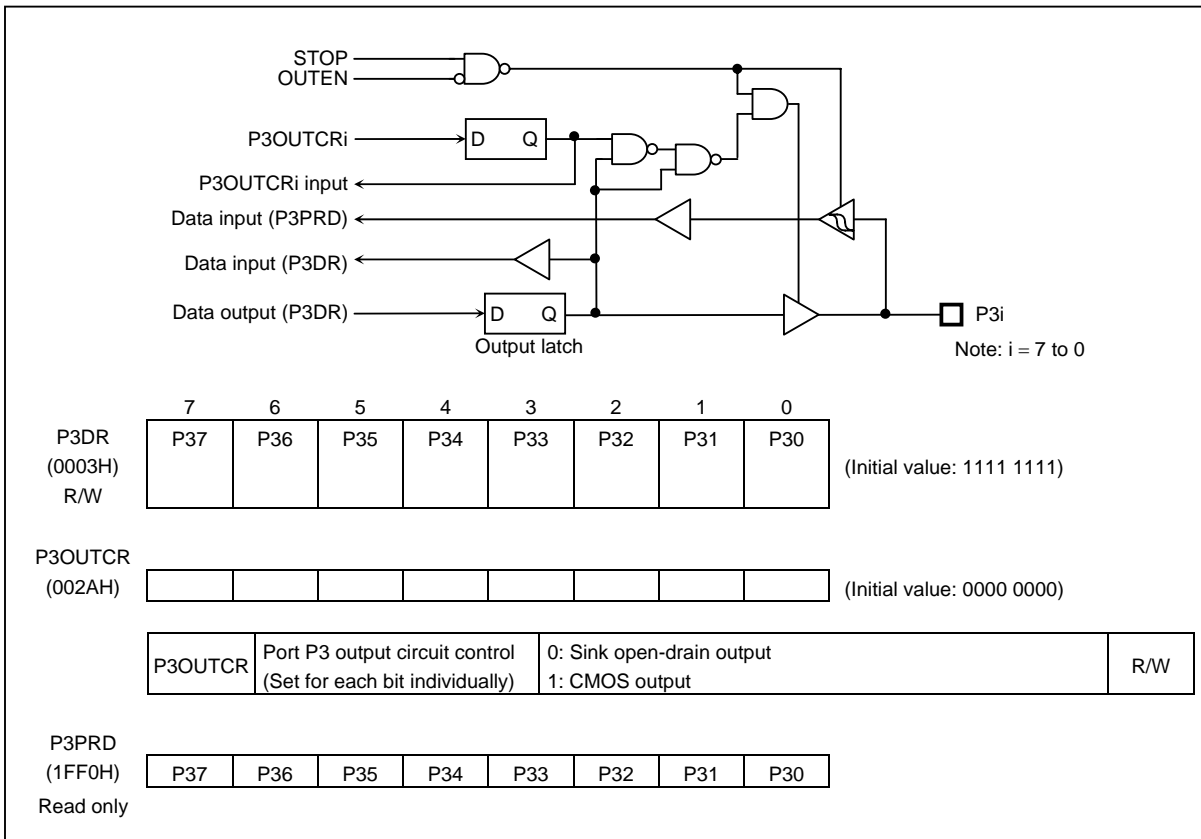 STOP
OUTEN
P3OUTCRi
D Q
P3OUTCRi input
Data input (P3PRD)
Data input (P3DR)
Data output (P3DR)
D Q
P3i
Output latch
Note: i = 7 to 0
7 6 5 4 3 2 1 0
P3DR
(0003H)
R/W
P37 P36 P35 P34 P33 P32 P31 P30
(Initial value: 1111 1111)
P3OUTCR
(002AH)
(Initial value: 0000 0000)
P3OUTCR
Port P3 output circuit control
(Set for each bit individually)
0: Sink open-drain output
1: CMOS output
R/W
P3PRD
(1FF0H)
Read only
P37 P36 P35 P34 P33 P32 P31 P30